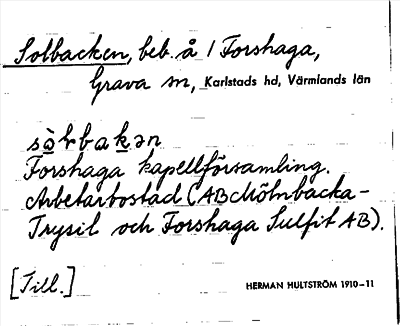 Solbacken, beb. å / Forshaga,
Grava sn, Karlstads hd, Värmlands län
sòḷbakən
Forshaga kapellförsamling.
Arbetarbostad (AB Mölnbacka-
Trysil och Forshaga Sulfit AB).
[Till.]
HERMAN HULTSTRÖM 1910-11